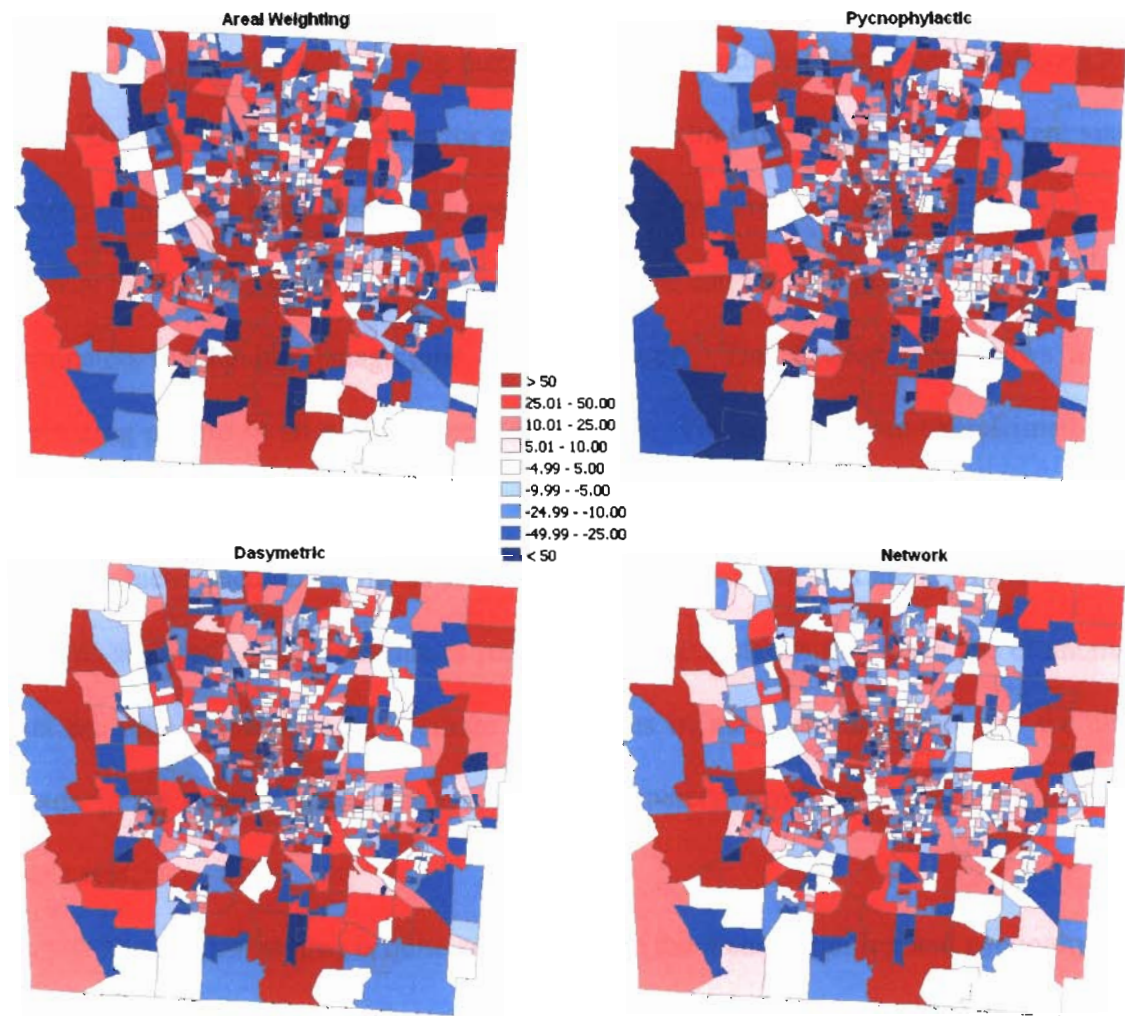 Areal Weighting
Pycnophylactic
> 50
25.01 - 50.00
10.01 - 25.00
5.01 - 10.00
-4.99 - 5.00
-9.99 - -5.00
-24.99 - -10.00
-49.99 - -25.00
< 50
Dasymetric
Network